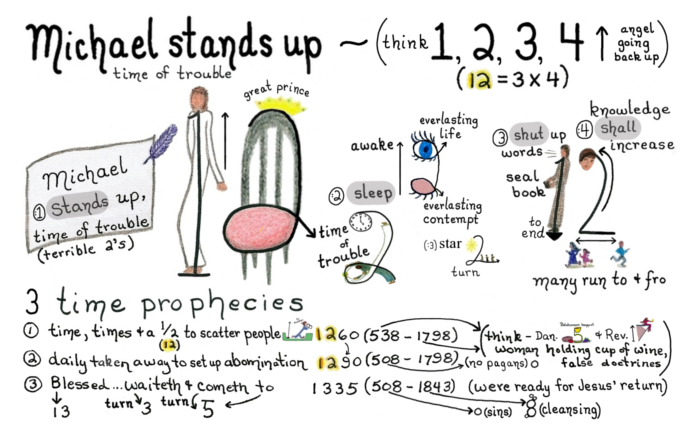 Michael stands up ~ (think 1, 2, 3, 4 ↑ angel going back up)
time of trouble
(12 = 3 x 4)
great prince
Michael
① Stands up,
time of trouble
(terrible 2's)
awake
everlasting life
② sleep
everlasting contempt
time of trouble
(:3) star
2
turn
③ shut up
words
seal book
to end
④ shall
knowledge
increase
12
many run to + fro
3 time prophecies
① time, times + a 1/2 to scatter people 1260 (538 - 1798) (think - Dan. 5 + Rev. 17
(12)
woman holding cup of wine,
false doctrines)
② daily taken away to set up abomination 1290 (508 - 1798) (no pagans) 0
③ Blessed...waiteth + cometh to 1335 (508 - 1843) (were ready for Jesus' return)
13 turn 3 turn 5
0 (sins) 8 (cleansing)